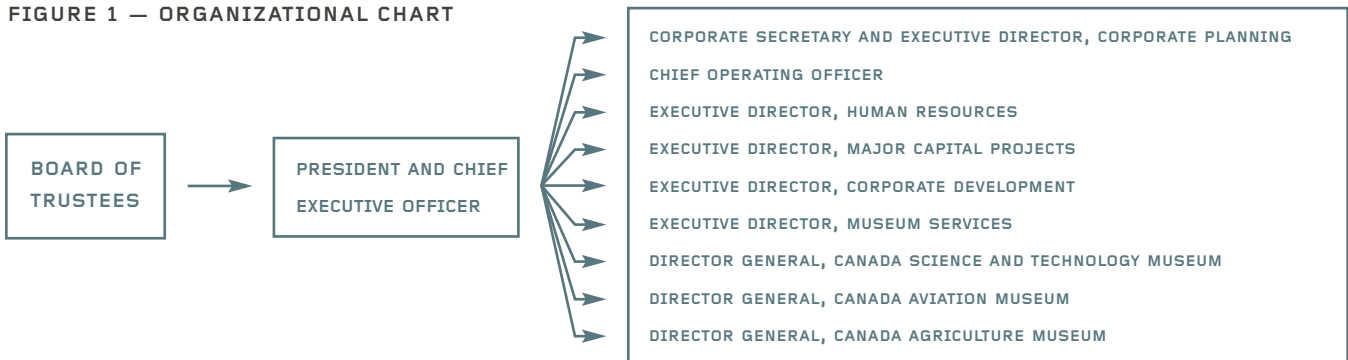 FIGURE 1 — ORGANIZATIONAL CHART
BOARD OF
TRUSTEES
PRESIDENT AND CHIEF
EXECUTIVE OFFICER
CORPORATE SECRETARY AND EXECUTIVE DIRECTOR, CORPORATE PLANNING
CHIEF OPERATING OFFICER
EXECUTIVE DIRECTOR, HUMAN RESOURCES
EXECUTIVE DIRECTOR, MAJOR CAPITAL PROJECTS
EXECUTIVE DIRECTOR, CORPORATE DEVELOPMENT
EXECUTIVE DIRECTOR, MUSEUM SERVICES
DIRECTOR GENERAL, CANADA SCIENCE AND TECHNOLOGY MUSEUM
DIRECTOR GENERAL, CANADA AVIATION MUSEUM
DIRECTOR GENERAL, CANADA AGRICULTURE MUSEUM